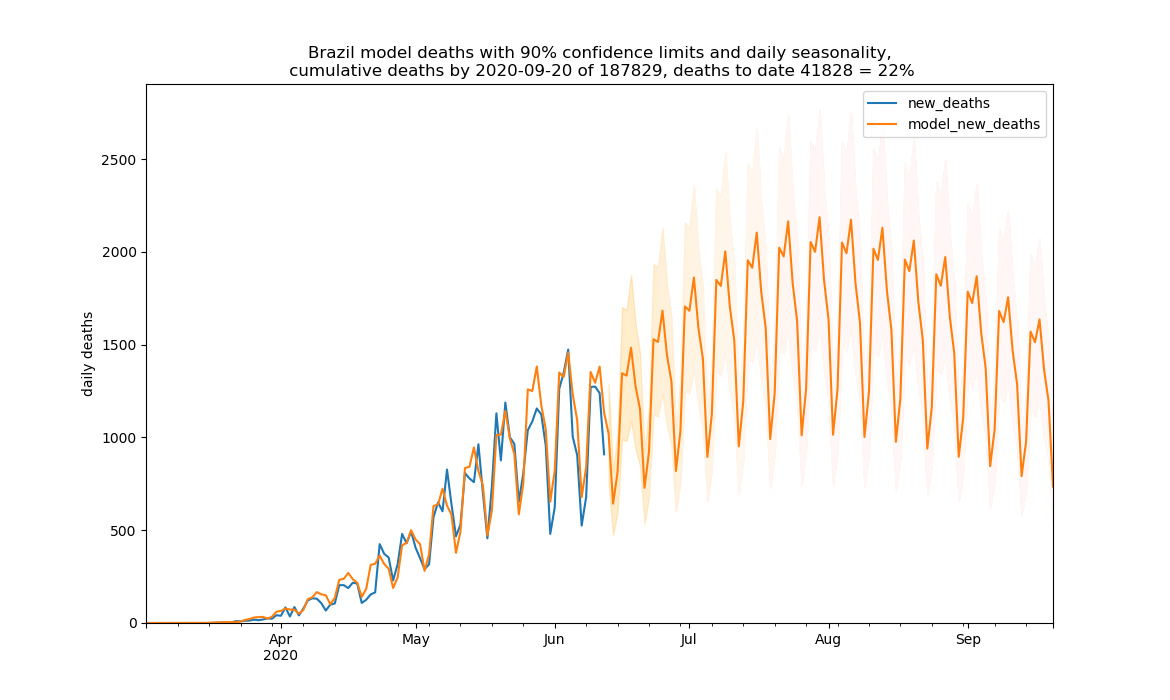 Brazil model deaths with 90% confidence limits and daily seasonality,
cumulative deaths by 2020-09-20 of 187829, deaths to date 41828 = 22%
new_deaths
model_new_deaths
2500
2000
1500
1000
500
0
daily deaths
Apr
2020
May
Jun
Jul
Aug
Sep